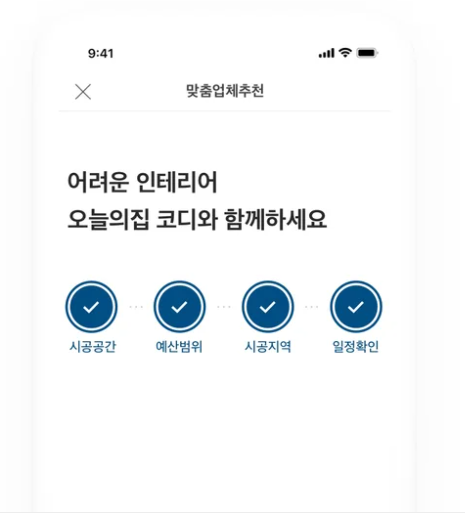 9:41
맞춤업체추천
어려운 인테리어
오늘의집 코디와 함께하세요
시공공간 예산범위 시공지역 일정확인